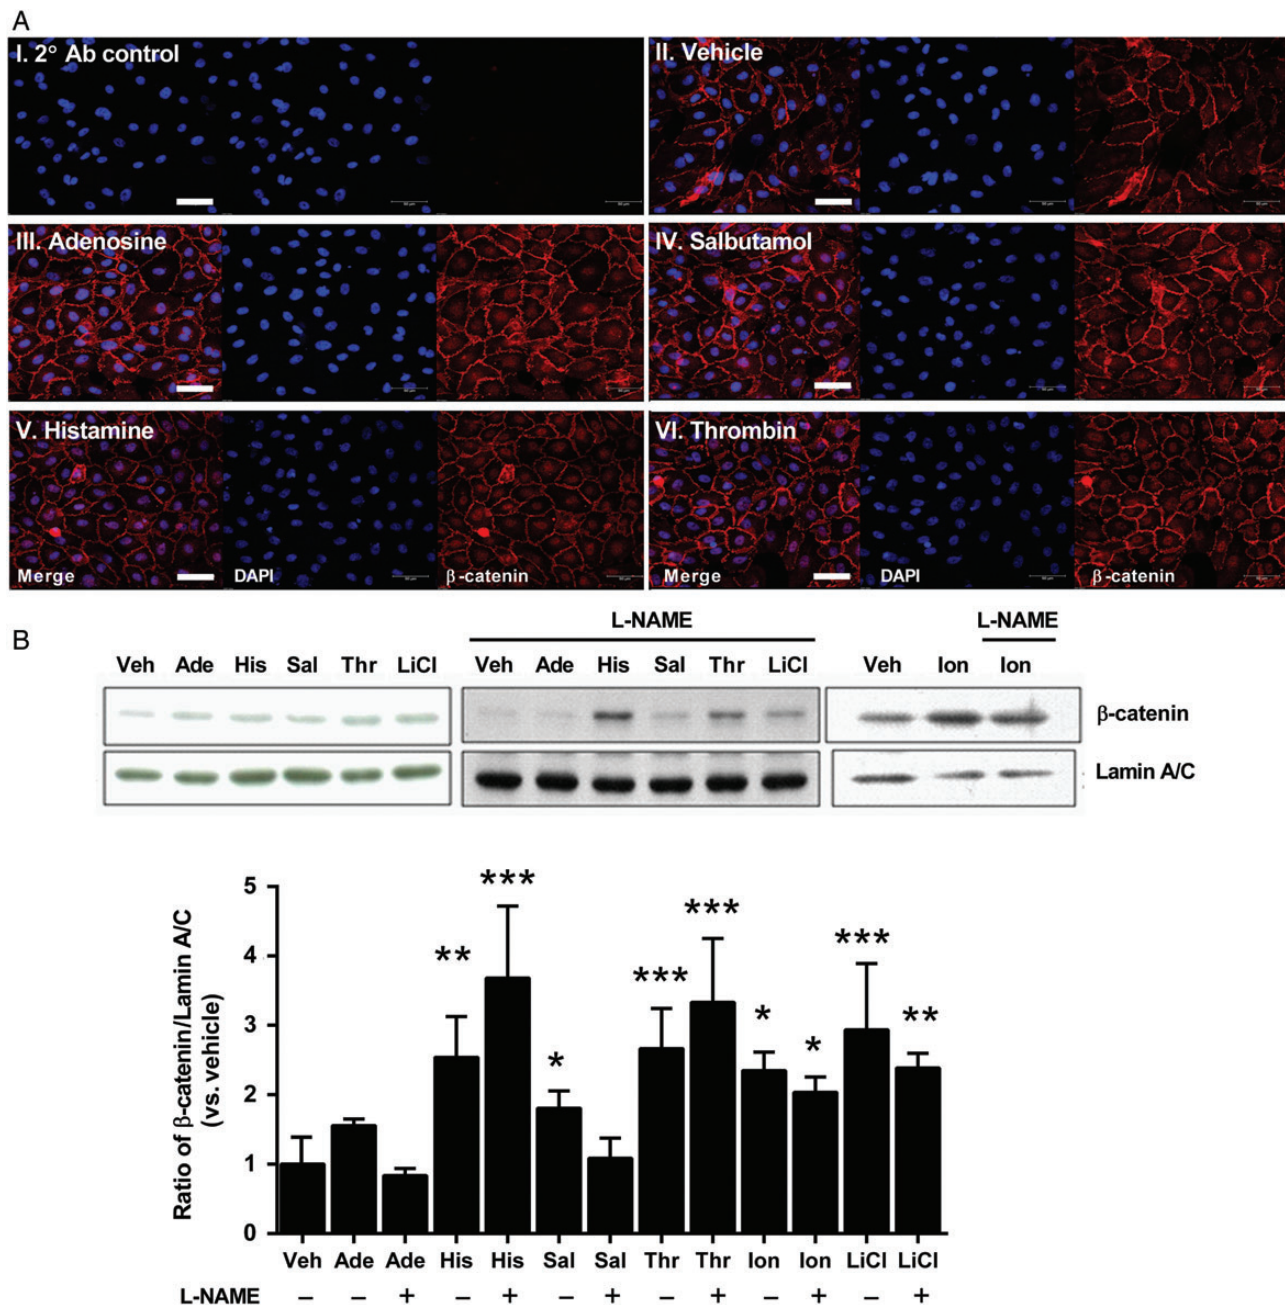 A
I. 2° Ab control
II. Vehicle
III. Adenosine
IV. Salbutamol
V. Histamine
VI. Thrombin
Merge DAPI β-catenin Merge DAPI β-catenin
B
L-NAME L-NAME
Veh Ade His Sal Thr LiCl Veh Ade His Sal Thr LiCl Veh Ion Ion
β-catenin
Lamin A/C
Ratio of β-catenin/Lamin A/C
(vs. vehicle)
5
4
3
2
1
0
** *** * *** *** * * *** **
Veh Ade Ade His His Sal Sal Thr Thr Ion Ion LiCl LiCl
L-NAME – – + – + – + – + – + – +